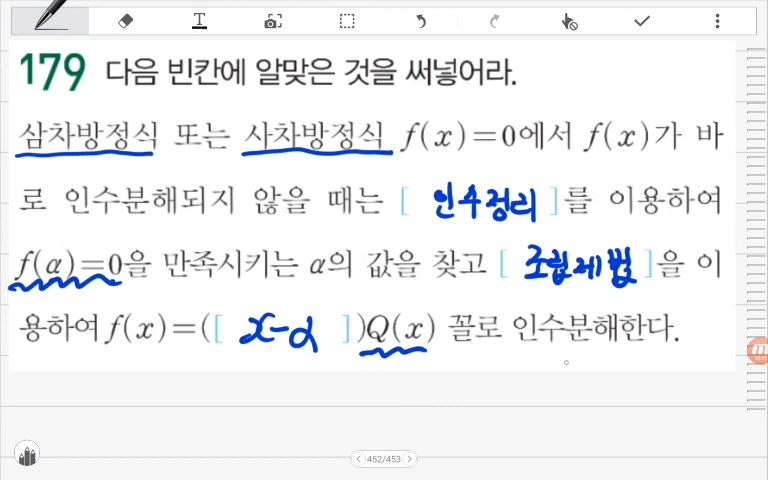 T
179 다음 빈칸에 알맞은 것을 써넣어라.
삼차방정식 또는 사차방정식 f(x)=0에서 f(x)가 바
로 인수분해되지 않을 때는 [ 인수정리 ]를 이용하여
f(α)=0을 만족시키는 α의 값을 찾고 [ 조립제법 ]을 이
용하여 f(x)=([ x-α ])Q(x) 꼴로 인수분해한다.
452/453